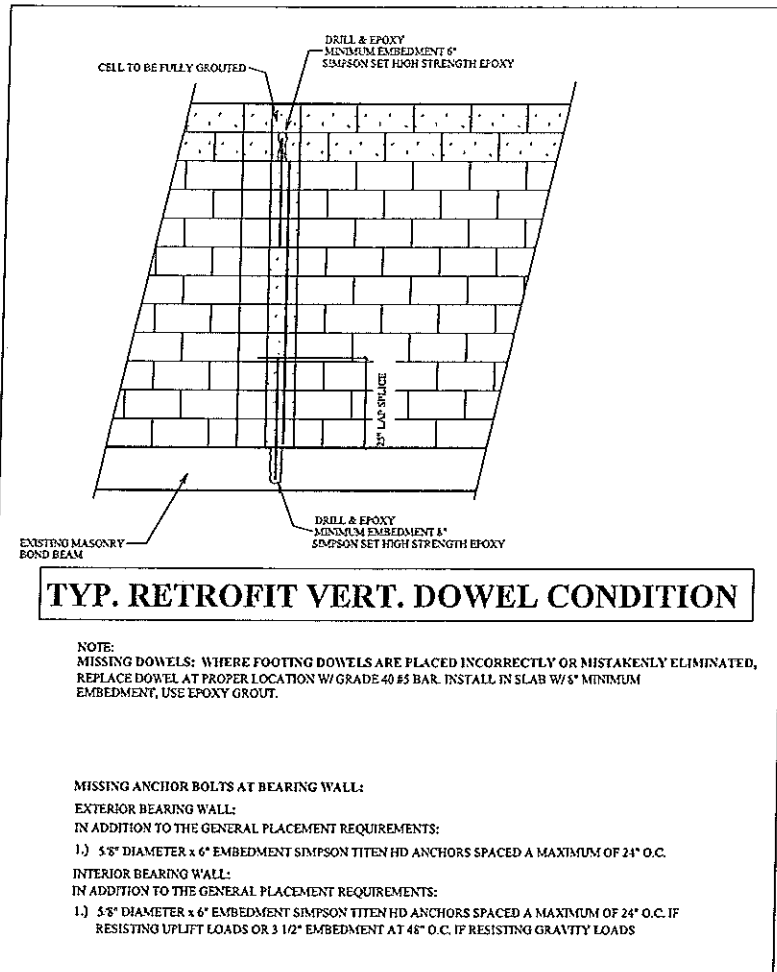 DRILL & EPOXY
MINIMUM EMBEDMENT 6"
SIMPSON SET HIGH STRENGTH EPOXY
CELL TO BE FULLY GROUTED
25" LAP SPLICE
DRILL & EPOXY
MINIMUM EMBEDMENT 8"
SIMPSON SET HIGH STRENGTH EPOXY
EXISTING MASONRY
BOND BEAM
TYP. RETROFIT VERT. DOWEL CONDITION
NOTE:
MISSING DOWELS: WHERE FOOTING DOWELS ARE PLACED INCORRECTLY OR MISTAKENLY ELIMINATED,
REPLACE DOWEL AT PROPER LOCATION W/ GRADE 40 #5 BAR. INSTALL IN SLAB W/ 8" MINIMUM
EMBEDMENT, USE EPOXY GROUT.
MISSING ANCHOR BOLTS AT BEARING WALL:
EXTERIOR BEARING WALL:
IN ADDITION TO THE GENERAL PLACEMENT REQUIREMENTS:
1.) 5/8" DIAMETER x 6" EMBEDMENT SIMPSON TITEN HD ANCHORS SPACED A MAXIMUM OF 24" O.C.
INTERIOR BEARING WALL:
IN ADDITION TO THE GENERAL PLACEMENT REQUIREMENTS:
1.) 5/8" DIAMETER x 6" EMBEDMENT SIMPSON TITEN HD ANCHORS SPACED A MAXIMUM OF 24" O.C. IF
RESISTING UPLIFT LOADS OR 3 1/2" EMBEDMENT AT 48" O.C. IF RESISTING GRAVITY LOADS